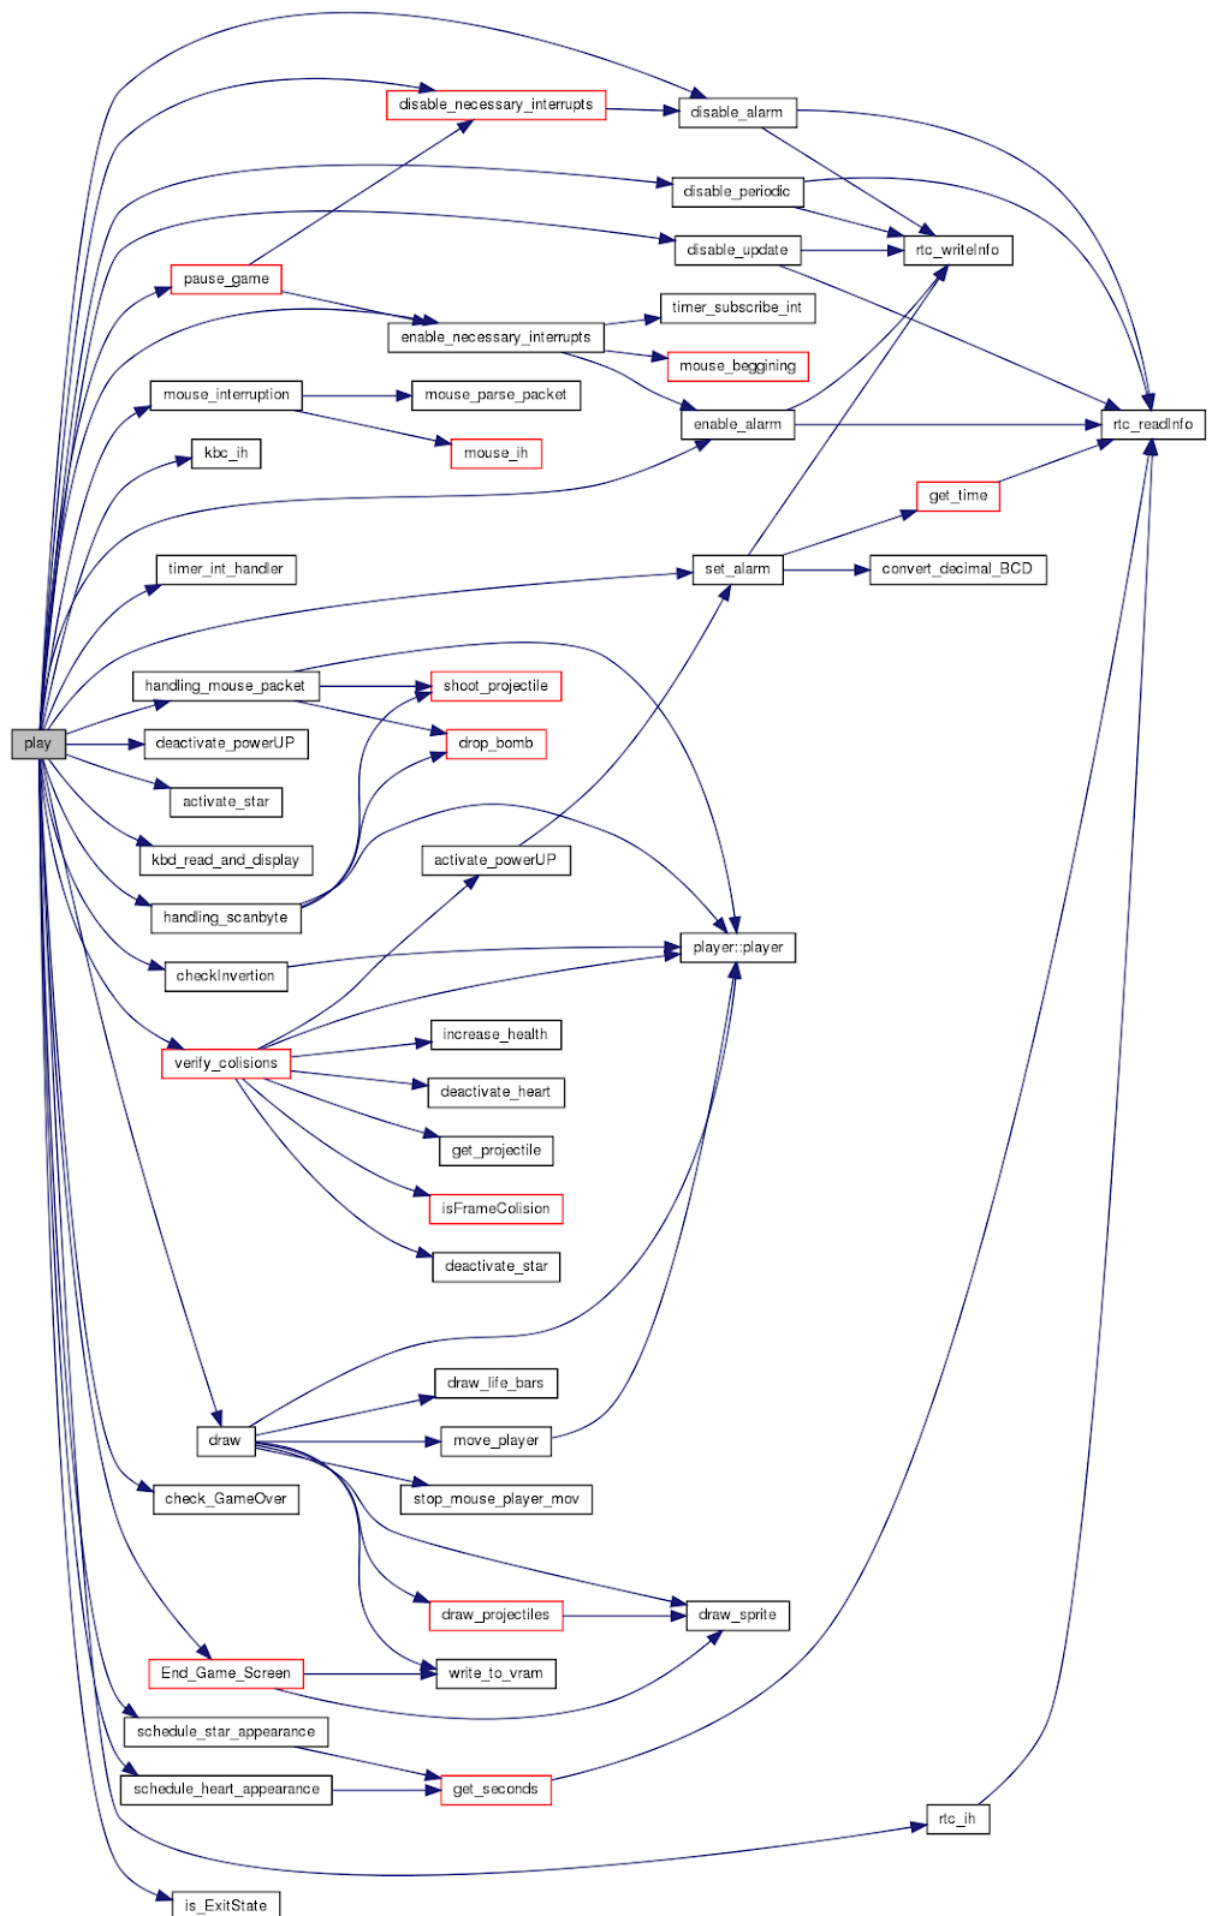 disable_necessary_interrupts
disable_alarm
disable_periodic
disable_update
rtc_writeInfo
pause_game
timer_subscribe_int
enable_necessary_interrupts
mouse_beggining
mouse_interruption
mouse_parse_packet
enable_alarm
rtc_readInfo
kbc_ih
mouse_ih
get_time
timer_int_handler
set_alarm
convert_decimal_BCD
handling_mouse_packet
shoot_projectile
play
deactivate_powerUP
drop_bomb
activate_star
kbd_read_and_display
activate_powerUP
handling_scanbyte
player::player
checkInvertion
increase_health
verify_colisions
deactivate_heart
get_projectile
isFrameColision
deactivate_star
draw_life_bars
draw
move_player
check_GameOver
stop_mouse_player_mov
draw_projectiles
draw_sprite
End_Game_Screen
write_to_vram
schedule_star_appearance
schedule_heart_appearance
get_seconds
rtc_ih
is_ExitState